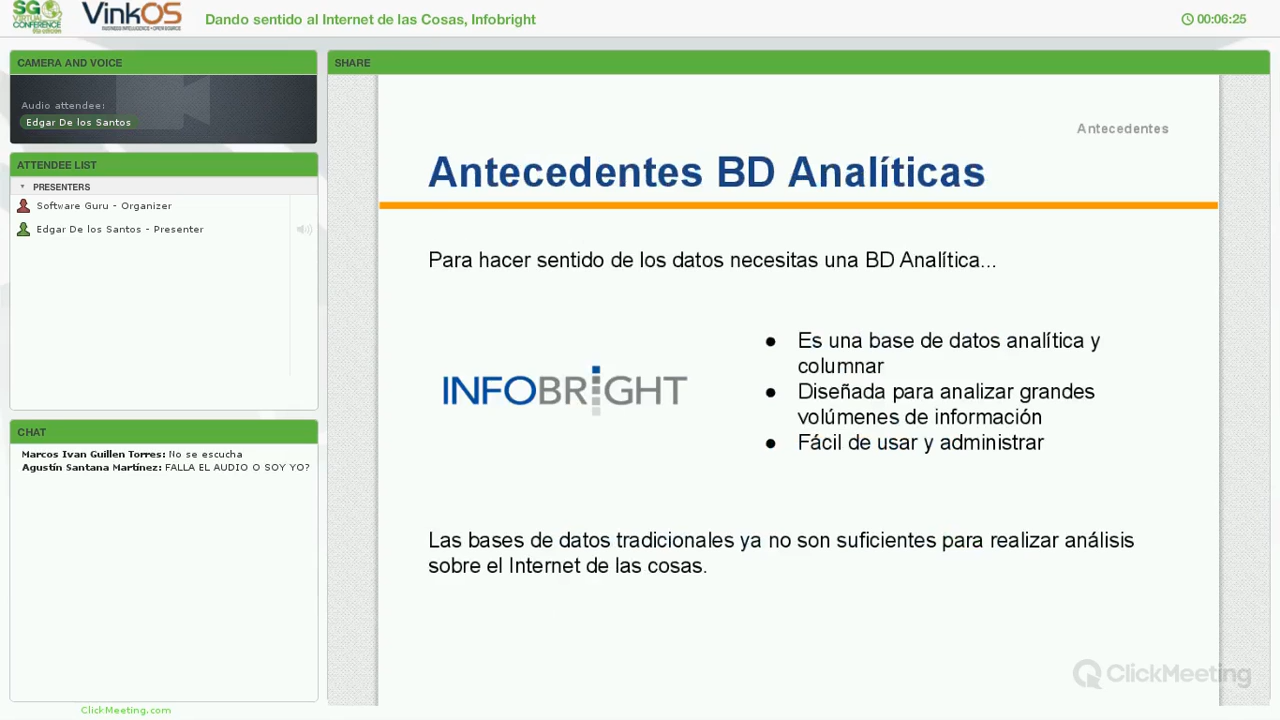 SG
VIRTUAL
CONFERENCE
VinkOS
Dando sentido al Internet de las Cosas, Infobright
00:06:25
CAMERA AND VOICE
Audio attendee:
Edgar De los Santos
ATTENDEE LIST
PRESENTERS
Software Guru - Organizer
Edgar De los Santos - Presenter
CHAT
Marcos Ivan Guillen Torres: No se escucha
Agustín Santana Martínez: FALLA EL AUDIO O SOY YO?
ClickMeeting.com
SHARE
Antecedentes
Antecedentes BD Analíticas
Para hacer sentido de los datos necesitas una BD Analítica...
INFOBRIGHT
● Es una base de datos analítica y
columnar
● Diseñada para analizar grandes
volúmenes de información
● Fácil de usar y administrar
Las bases de datos tradicionales ya no son suficientes para realizar análisis
sobre el Internet de las cosas.
ClickMeeting